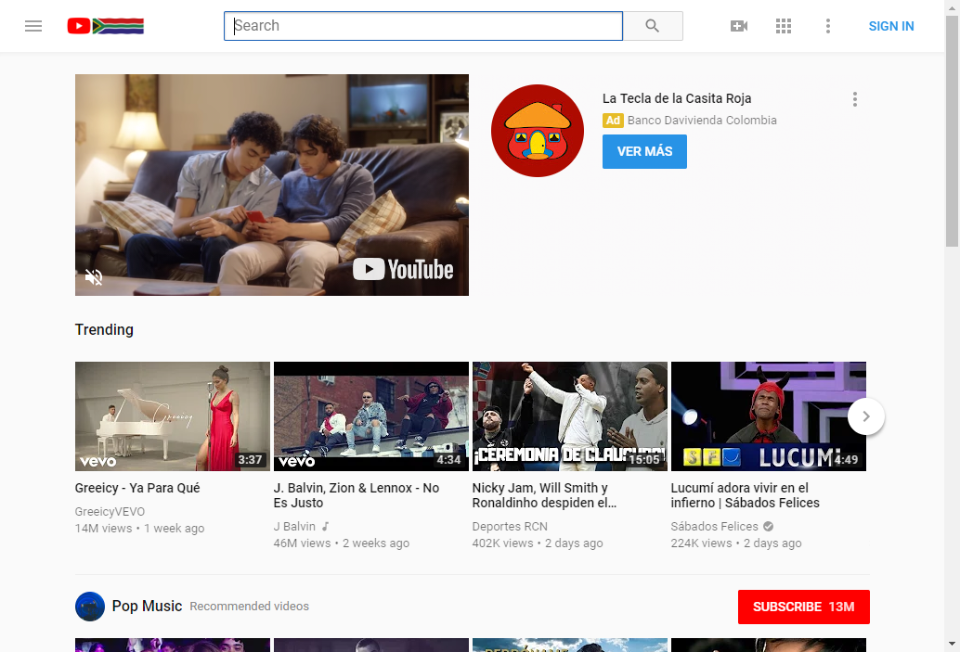 Search
SIGN IN
La Tecla de la Casita Roja
Ad Banco Davivienda Colombia
VER MÁS
YouTube
Trending
Greeicy
vevo
3:37
vevo
4:34
¡CEREMONIA DE CLAUSURA!
15:05
SFD LUCUMÍ
4:49
Greeicy - Ya Para Qué
GreeicyVEVO
14M views • 1 week ago
J. Balvin, Zion & Lennox - No
Es Justo
J Balvin
46M views • 2 weeks ago
Nicky Jam, Will Smith y
Ronaldinho despiden el...
Deportes RCN
402K views • 2 days ago
Lucumí adora vivir en el
infierno | Sábados Felices
Sábados Felices
224K views • 2 days ago
Pop Music Recommended videos
SUBSCRIBE 13M